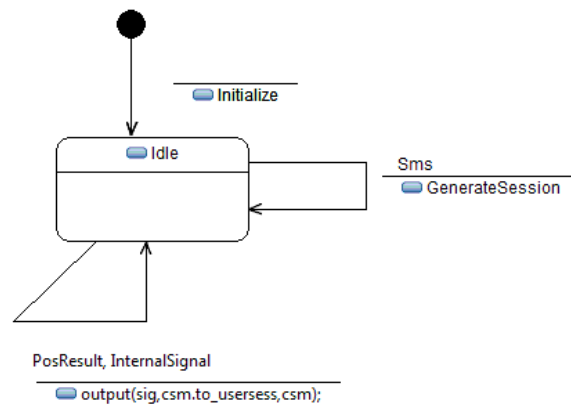 Initialize
Idle
Sms
GenerateSession
PosResult, InternalSignal
output(sig,csm.to_usersess,csm);